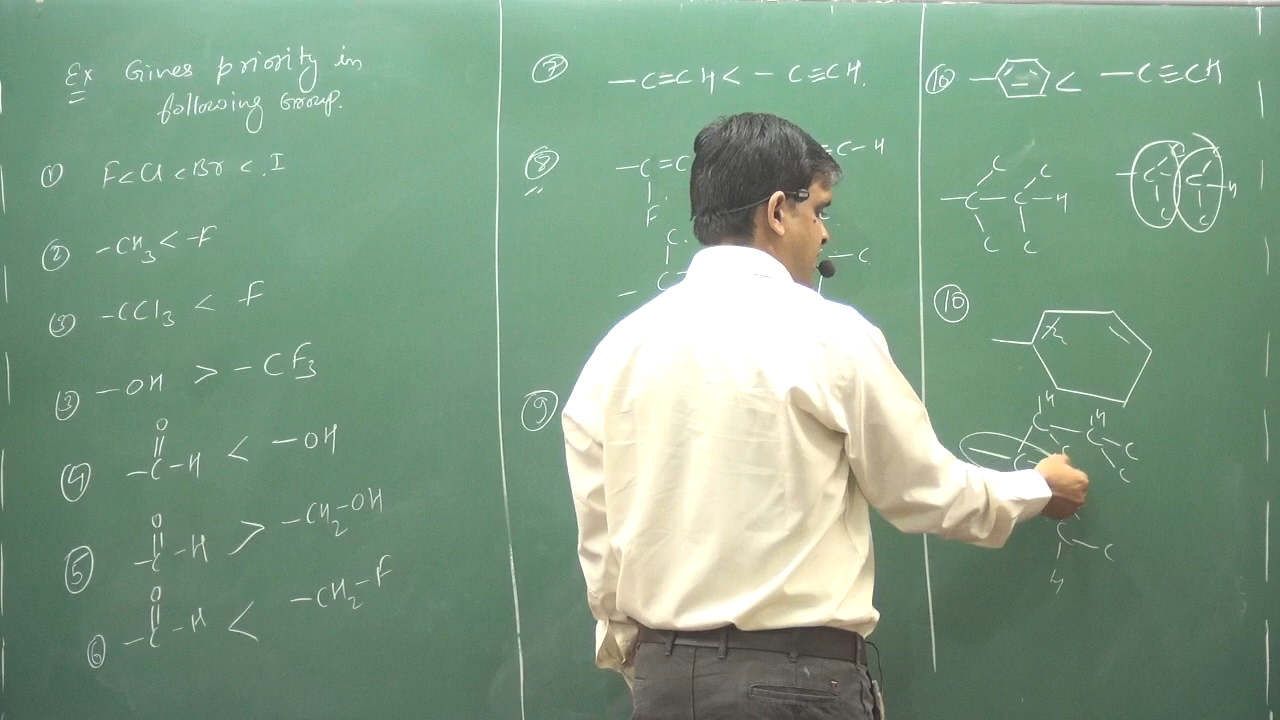 Ex Gives priority in
following Group.
① F<Cl<Br<.I
② -CH₃ < -F
③ -CCl₃ < -F
③ -OH > -CF₃
④ O
-C-H < -OH
⑤ O
-C-H > -CH₂-OH
⑥ O
-C-H < -CH₂-F
⑦ -C=CH < -C≡CH.
⑧ -C=C
F
C
C
C-H
-C
⑨
⑩ < -C≡CH
C C
-C-C-H
C C
C C
-C C-H
C C
⑩
H H
C-C-C
C C
C
C-C
H